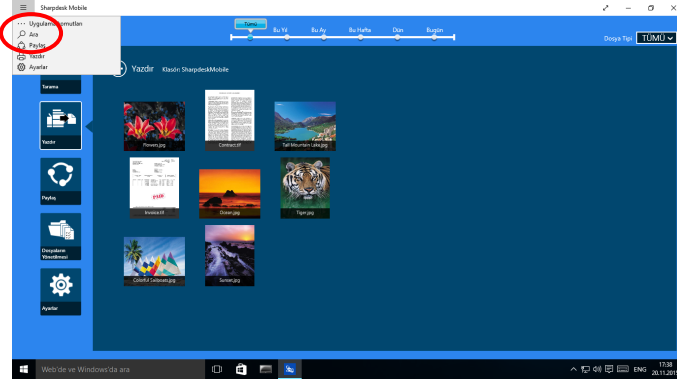 Sharpdesk Mobile
Uygulama komutları
Ara
Paylaş
Yazdır
Ayarlar
Tümü
Bu Yıl
Bu Ay
Bu Hafta
Dün
Bugün
Dosya Tipi TÜMÜ
Yazdır Klasör: SharpdeskMobile
Tarama
Yazdır
Paylaş
Dosyaların
Yönetilmesi
Ayarlar
Flowers.jpg
Contract.tif
Tall Mountain Lake.jpg
Invoice.tif
Ocean.jpg
Tiger.jpg
Colorful Sailboats.jpg
Sunset.jpg
Web'de ve Windows'da ara
ENG
17:38
20.11.2015